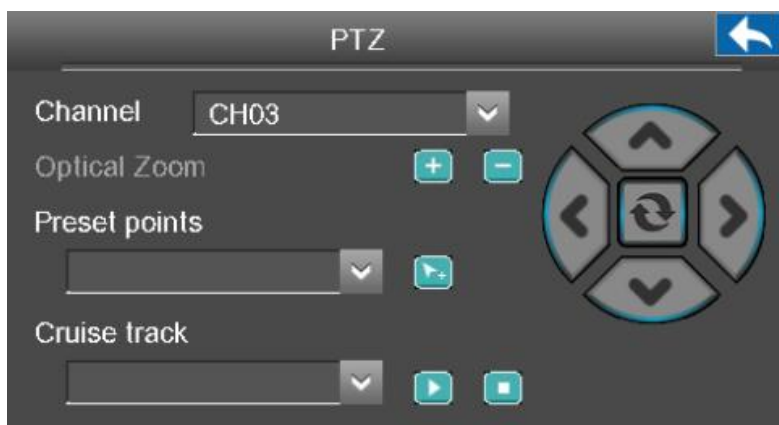 PTZ
Channel CH03
Optical Zoom
Preset points
Cruise track